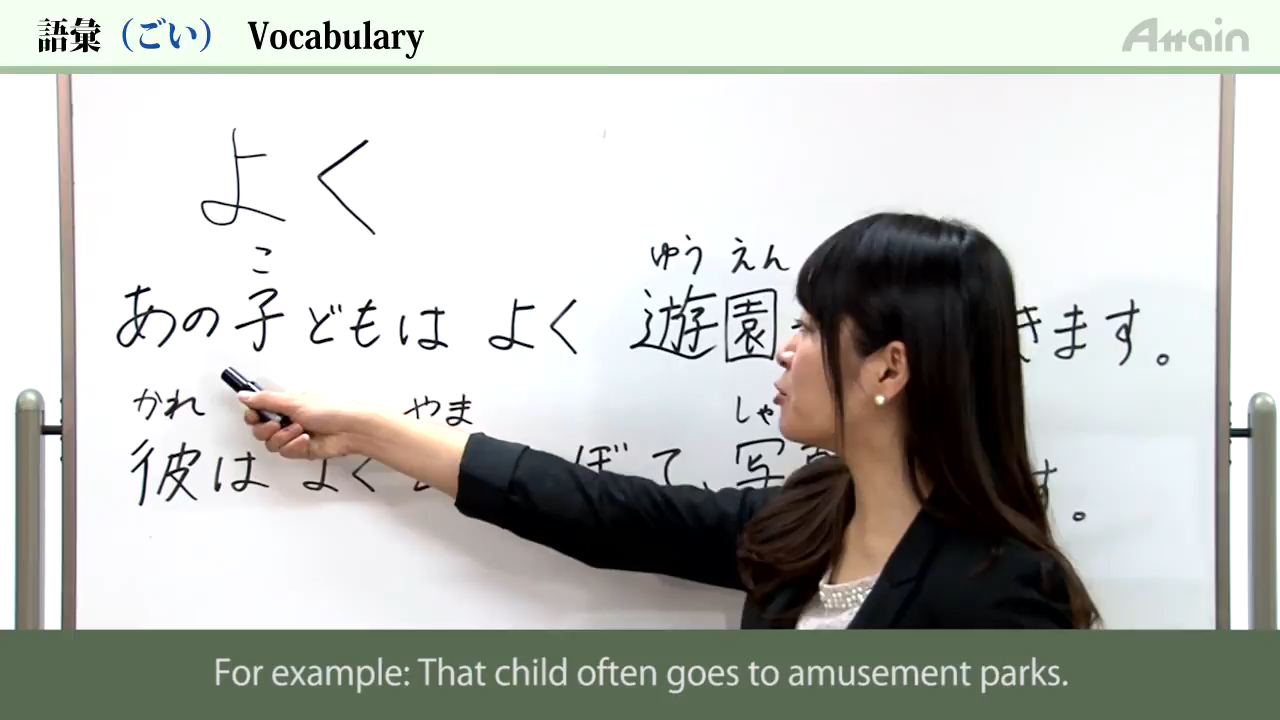 語彙（ごい） Vocabulary
Attain
よく
こ ゆうえん
あの子どもは よく 遊園 きます。
かれ やま しゃ
彼は よく ぼて、写 す。
For example: That child often goes to amusement parks.